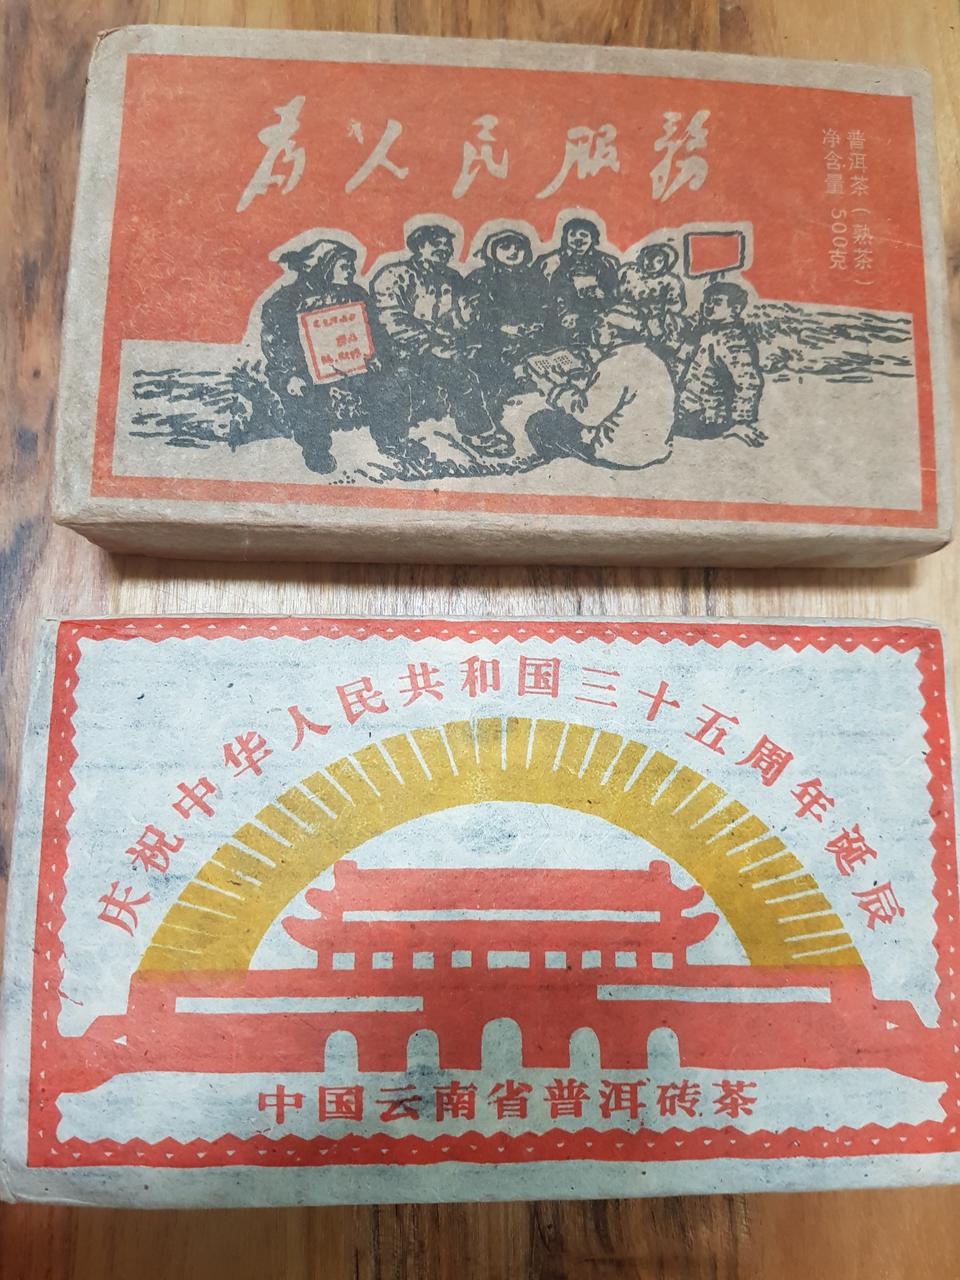 为人民服務
普洱茶(熟茶)
净含量 500克
庆祝中华人民共和国三十五周年诞辰
中国云南省普洱砖茶